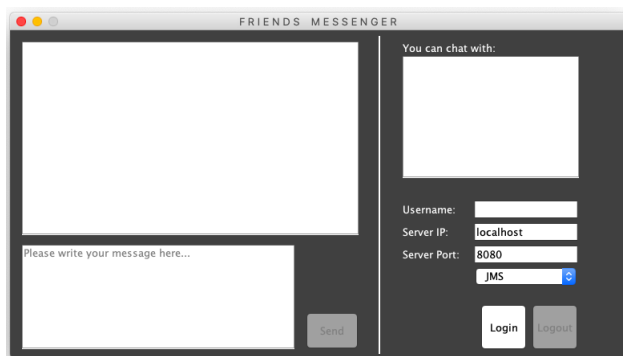 FRIENDS MESSENGER
You can chat with:
Username:
Server IP: localhost
Server Port: 8080
JMS
Please write your message here...
Send
Login Logout